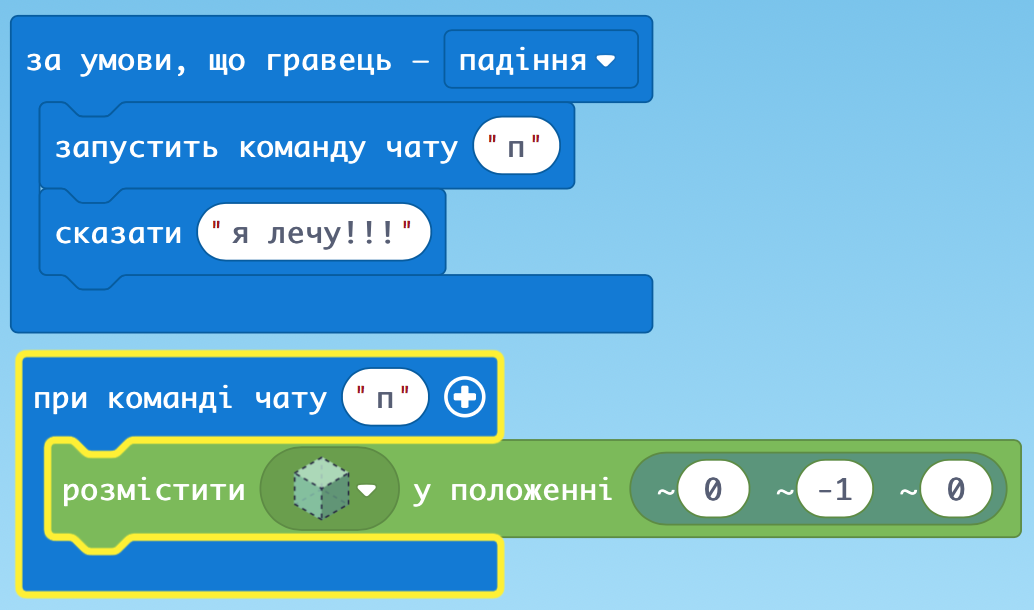 за умови, що гравець – падіння
запустить команду чату "п"
сказати "я лечу!!!"
при команді чату "п"
розмістити у положенні ~0 ~-1 ~0